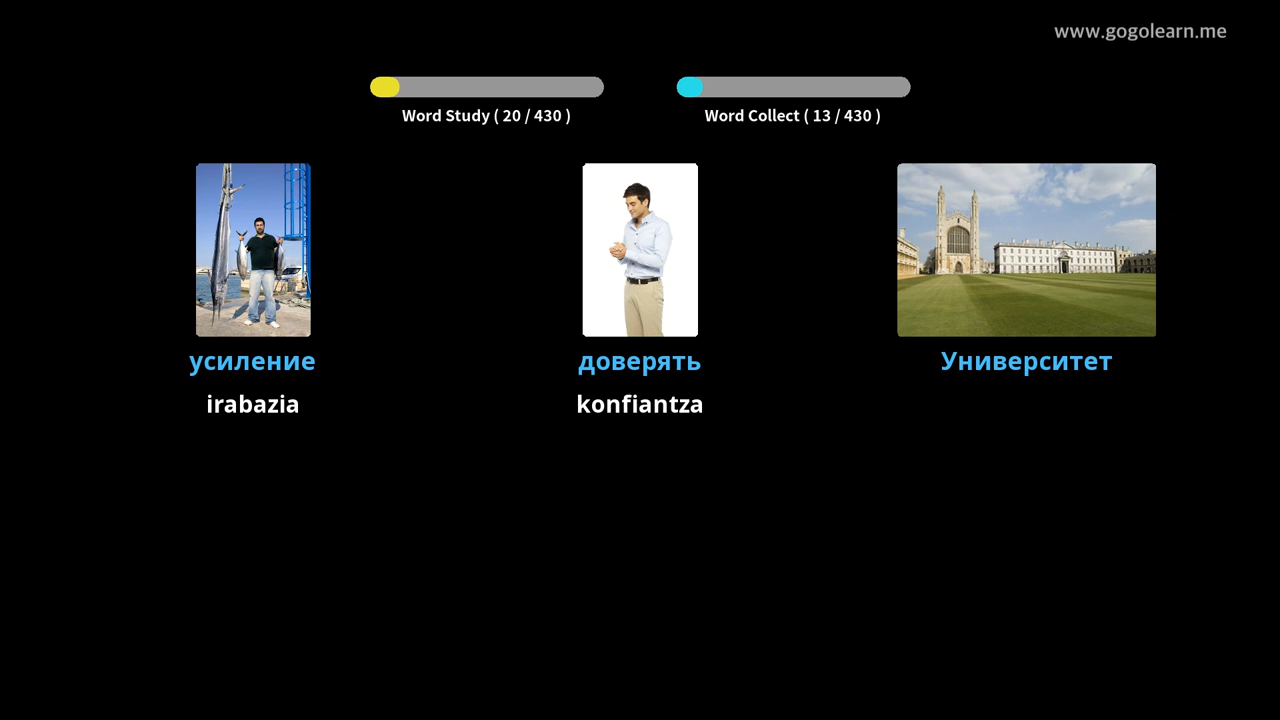 www.gogolearn.me
Word Study ( 20 / 430 )
Word Collect ( 13 / 430 )
усиление
доверять
Университет
irabazia
konfiantza